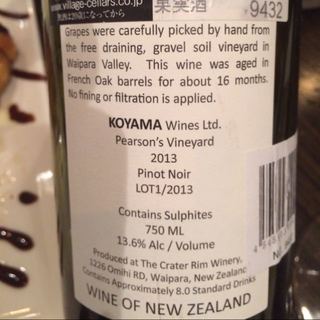 www.village-cellars.co.jp
果実酒
9432
Grapes were carefully picked by hand from
the free draining, gravel soil vineyard in
Waipara Valley. This wine was aged in
French Oak barrels for about 16 months.
No fining or filtration is applied.
KOYAMA Wines Ltd.
Pearson's Vineyard
2013
Pinot Noir
LOT1/2013
Contains Sulphites
750 ML
13.6% Alc / Volume
Produced at The Crater Rim Winery,
1226 Omihi RD, Waipara, New Zealand
Contains Approximately 8.0 Standard Drinks
WINE OF NEW ZEALAND